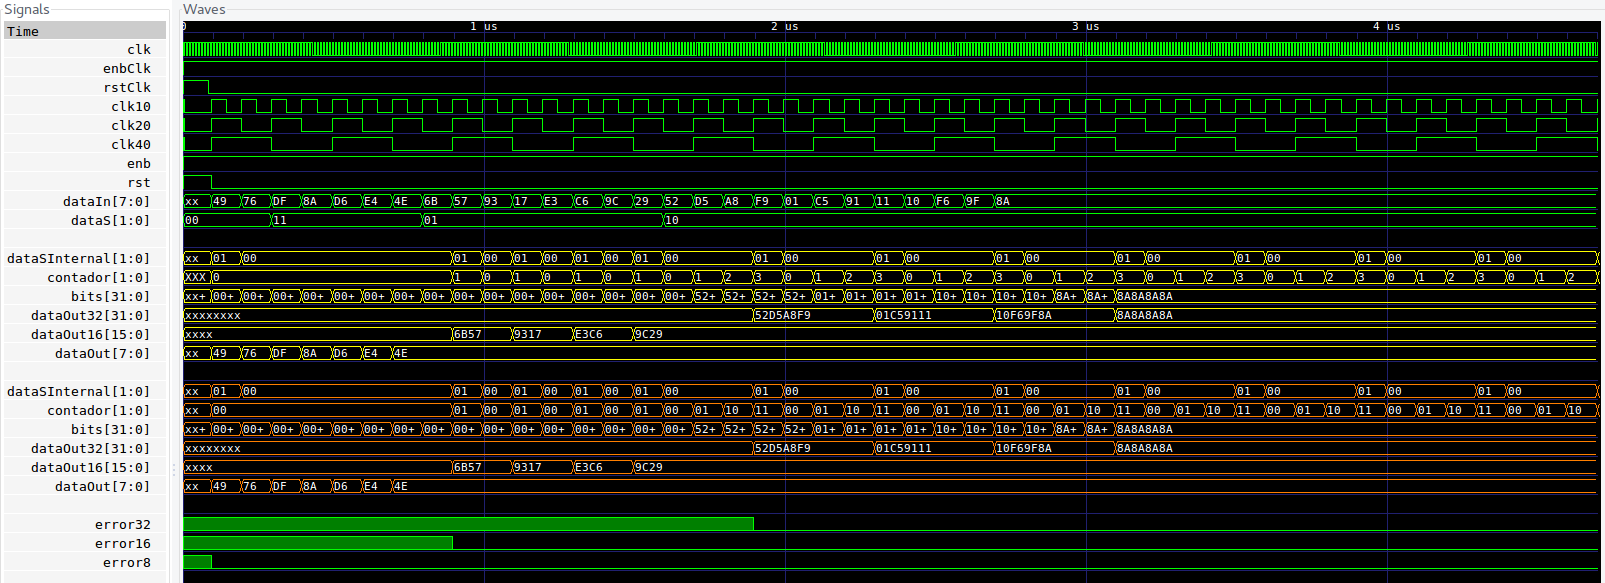 Signals
Waves
Time
0 1 us 2 us 3 us 4 us
clk
enbClk
rstClk
clk10
clk20
clk40
enb
rst
dataIn[7:0] xx 49 76 DF 8A D6 E4 4E 6B 57 93 17 E3 C6 9C 29 52 D5 A8 F9 01 C5 91 11 10 F6 9F 8A
dataS[1:0] 00 11 01 10
dataSInternal[1:0] xx 01 00 01 00 01 00 01 00 01 00 01 00 01 00 01 00 01 00 01 00 01 00 01 00
contador[1:0] XXX 0 1 0 1 0 1 0 1 0 1 2 3 0 1 2 3 0 1 2 3 0 1 2 3 0 1 2 3 0 1 2 3 0 1 2 3 0 1 2
bits[31:0] xx+ 00+ 00+ 00+ 00+ 00+ 00+ 00+ 00+ 00+ 00+ 00+ 00+ 00+ 00+ 00+ 00+ 52+ 52+ 52+ 52+ 01+ 01+ 01+ 01+ 10+ 10+ 10+ 10+ 8A+ 8A+ 8A8A8A8A
dataOut32[31:0] xxxxxxxx 52D5A8F9 01C59111 10F69F8A 8A8A8A8A
dataOut16[15:0] xxxx 6B57 9317 E3C6 9C29
dataOut[7:0] xx 49 76 DF 8A D6 E4 4E
dataSInternal[1:0] xx 01 00 01 00 01 00 01 00 01 00 01 00 01 00 01 00 01 00 01 00 01 00 01 00
contador[1:0] xx 00 01 00 01 00 01 00 01 00 01 10 11 00 01 10 11 00 01 10 11 00 01 10 11 00 01 10 11 00 01 10 11 00 01 10 11 00 01 10
bits[31:0] xx+ 00+ 00+ 00+ 00+ 00+ 00+ 00+ 00+ 00+ 00+ 00+ 00+ 00+ 00+ 00+ 00+ 52+ 52+ 52+ 52+ 01+ 01+ 01+ 01+ 10+ 10+ 10+ 10+ 8A+ 8A+ 8A8A8A8A
dataOut32[31:0] xxxxxxxx 52D5A8F9 01C59111 10F69F8A 8A8A8A8A
dataOut16[15:0] xxxx 6B57 9317 E3C6 9C29
dataOut[7:0] xx 49 76 DF 8A D6 E4 4E
error32
error16
error8